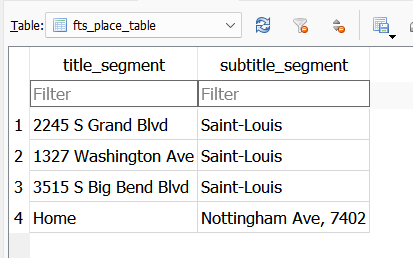 Table: fts_place_table
title_segment subtitle_segment
Filter Filter
1 2245 S Grand Blvd Saint-Louis
2 1327 Washington Ave Saint-Louis
3 3515 S Big Bend Blvd Saint-Louis
4 Home Nottingham Ave, 7402